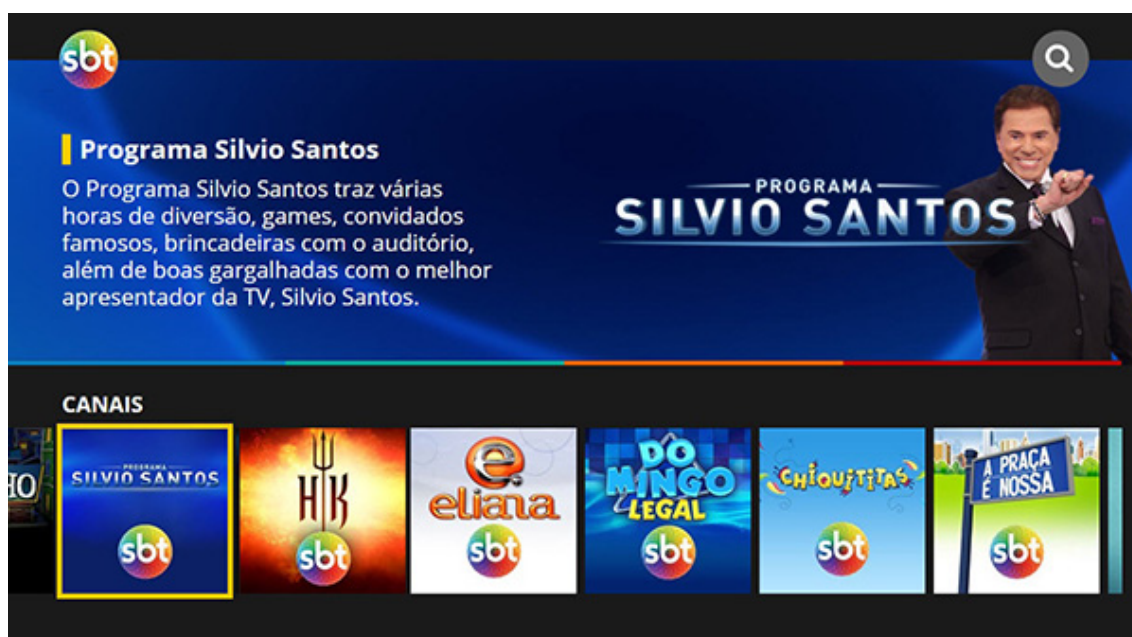 sbt
Programa Silvio Santos
O Programa Silvio Santos traz várias
horas de diversão, games, convidados
famosos, brincadeiras com o auditório,
além de boas gargalhadas com o melhor
apresentador da TV, Silvio Santos.
PROGRAMA
SILVIO SANTOS
CANAIS
HO
PROGRAMA
SILVIO SANTOS
sbt
HK
sbt
e
eliana
sbt
DO
MINGO
LEGAL
sbt
CHIQUITITAS
sbt
A PRAÇA
É NOSSA
sbt